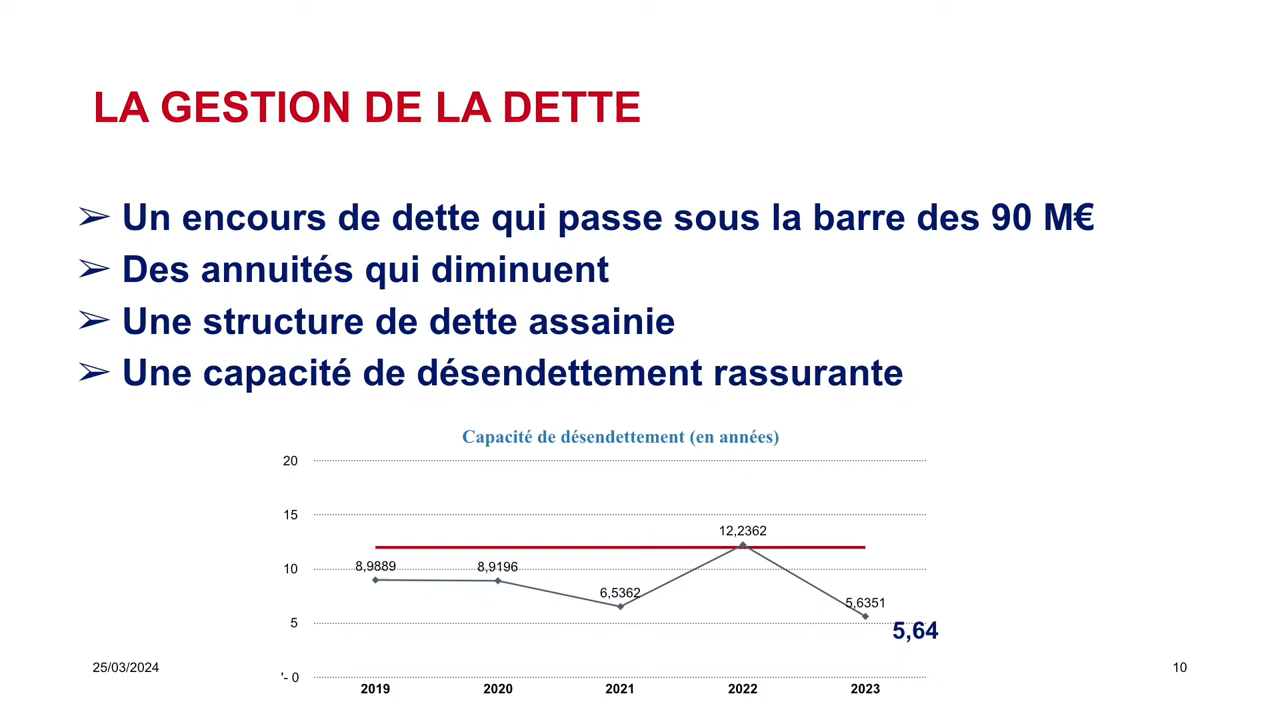 LA GESTION DE LA DETTE
➢ Un encours de dette qui passe sous la barre des 90 M€
➢ Des annuités qui diminuent
➢ Une structure de dette assainie
➢ Une capacité de désendettement rassurante
Capacité de désendettement (en années)
20
15
12,2362
10
8,9889
8,9196
6,5362
5,6351
5
5,64
'- 0
2019 2020 2021 2022 2023
25/03/2024
10